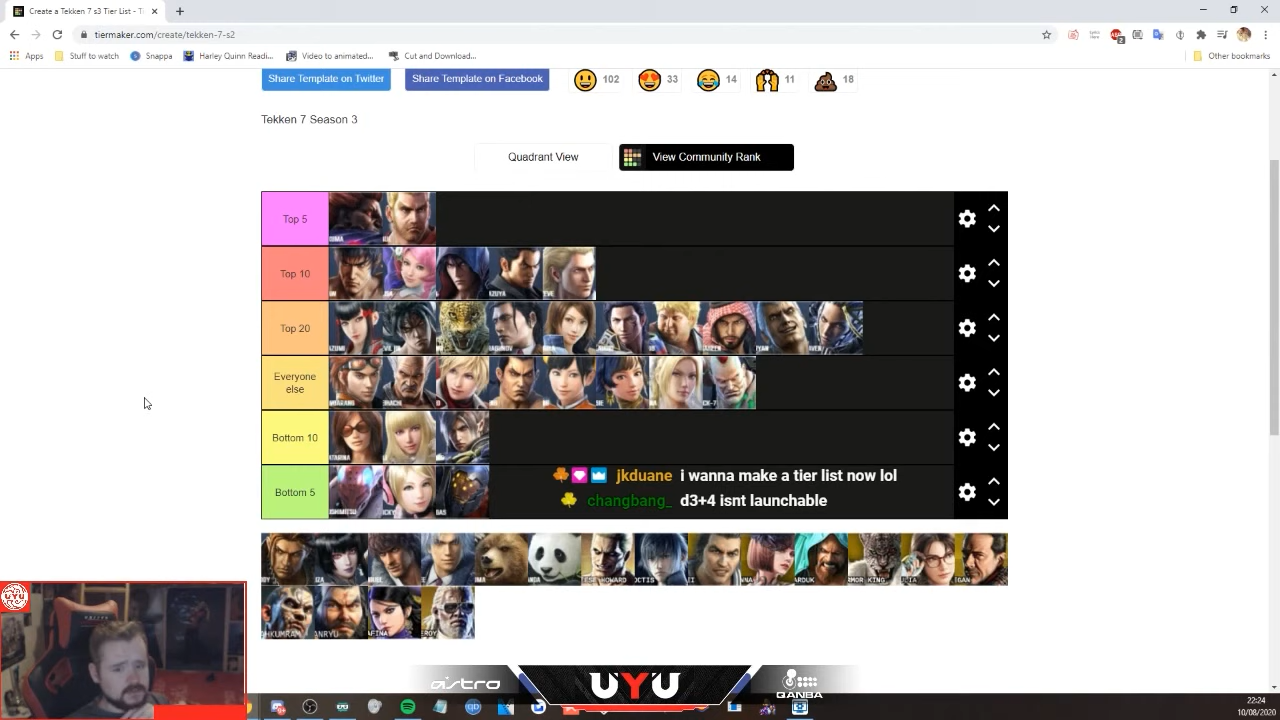 Create a Tekken 7 s3 Tier List - Ti
tiermaker.com/create/tekken-7-s2
Apps
Stuff to watch
Snappa
Harley Quinn Readi...
Video to animated...
Cut and Download...
Other bookmarks
Share Template on Twitter
Share Template on Facebook
102
33
14
11
18
Tekken 7 Season 3
Quadrant View
View Community Rank
Top 5
Top 10
Top 20
Everyone
else
Bottom 10
Bottom 5
jkduane i wanna make a tier list now lol
changbang_ d3+4 isnt launchable
UYU
astro
UYU
QANBA
22:24
10/08/2020